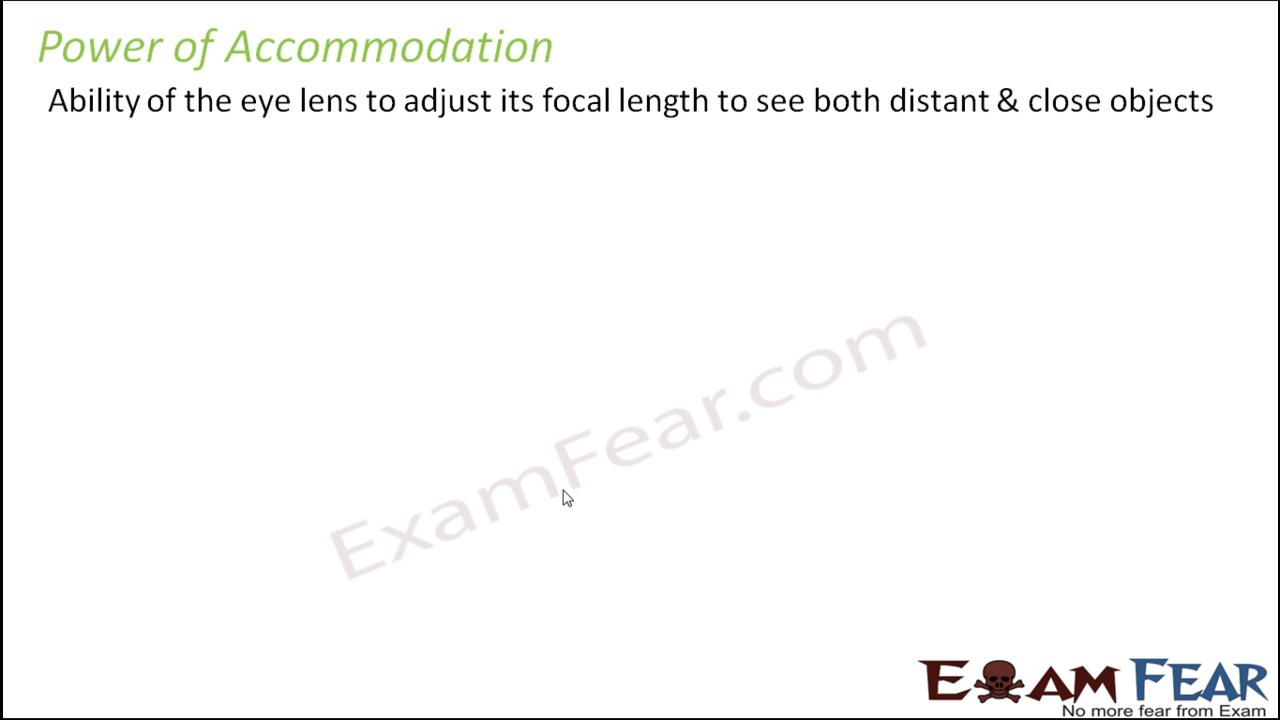 Power of Accommodation
Ability of the eye lens to adjust its focal length to see both distant & close objects
ExamFear.com
EXAM FEAR
No more fear from Exam